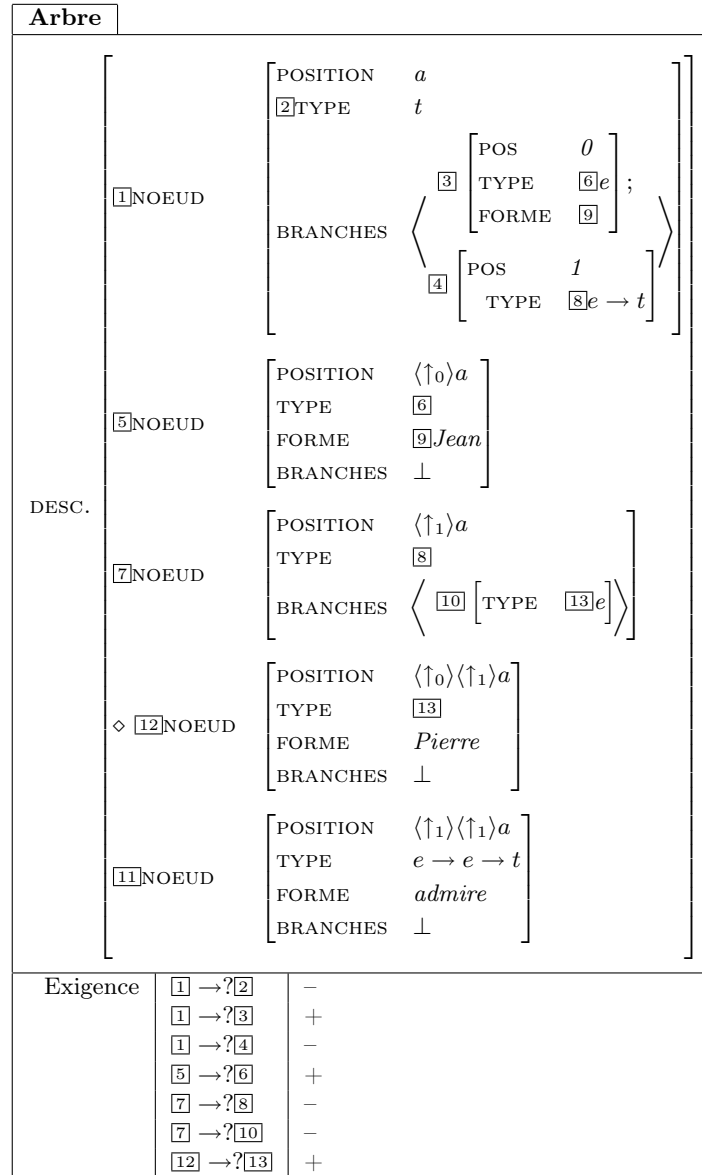 Arbre
DESC.
1 NOEUD
POSITION a
2 TYPE t
BRANCHES ⟨ 3 [ POS 0
TYPE 6 e
FORME 9 ] ;
4 [ POS 1
TYPE 8 e → t ] ⟩
5 NOEUD
POSITION ⟨↑0⟩a
TYPE 6
FORME 9 Jean
BRANCHES ⊥
7 NOEUD
POSITION ⟨↑1⟩a
TYPE 8
BRANCHES ⟨ 10 [ TYPE 13 e ] ⟩
⋄ 12 NOEUD
POSITION ⟨↑0⟩⟨↑1⟩a
TYPE 13
FORME Pierre
BRANCHES ⊥
11 NOEUD
POSITION ⟨↑1⟩⟨↑1⟩a
TYPE e → e → t
FORME admire
BRANCHES ⊥
Exigence 1 →?2 –
1 →?3 +
1 →?4 –
5 →?6 +
7 →?8 –
7 →?10 –
12 →?13 +